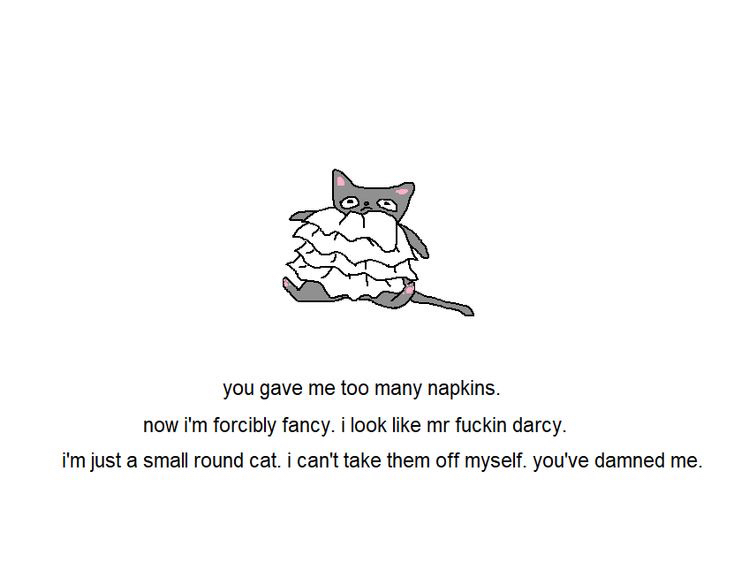 you gave me too many napkins.
now i'm forcibly fancy. i look like mr fuckin darcy.
i'm just a small round cat. i can't take them off myself. you've damned me.